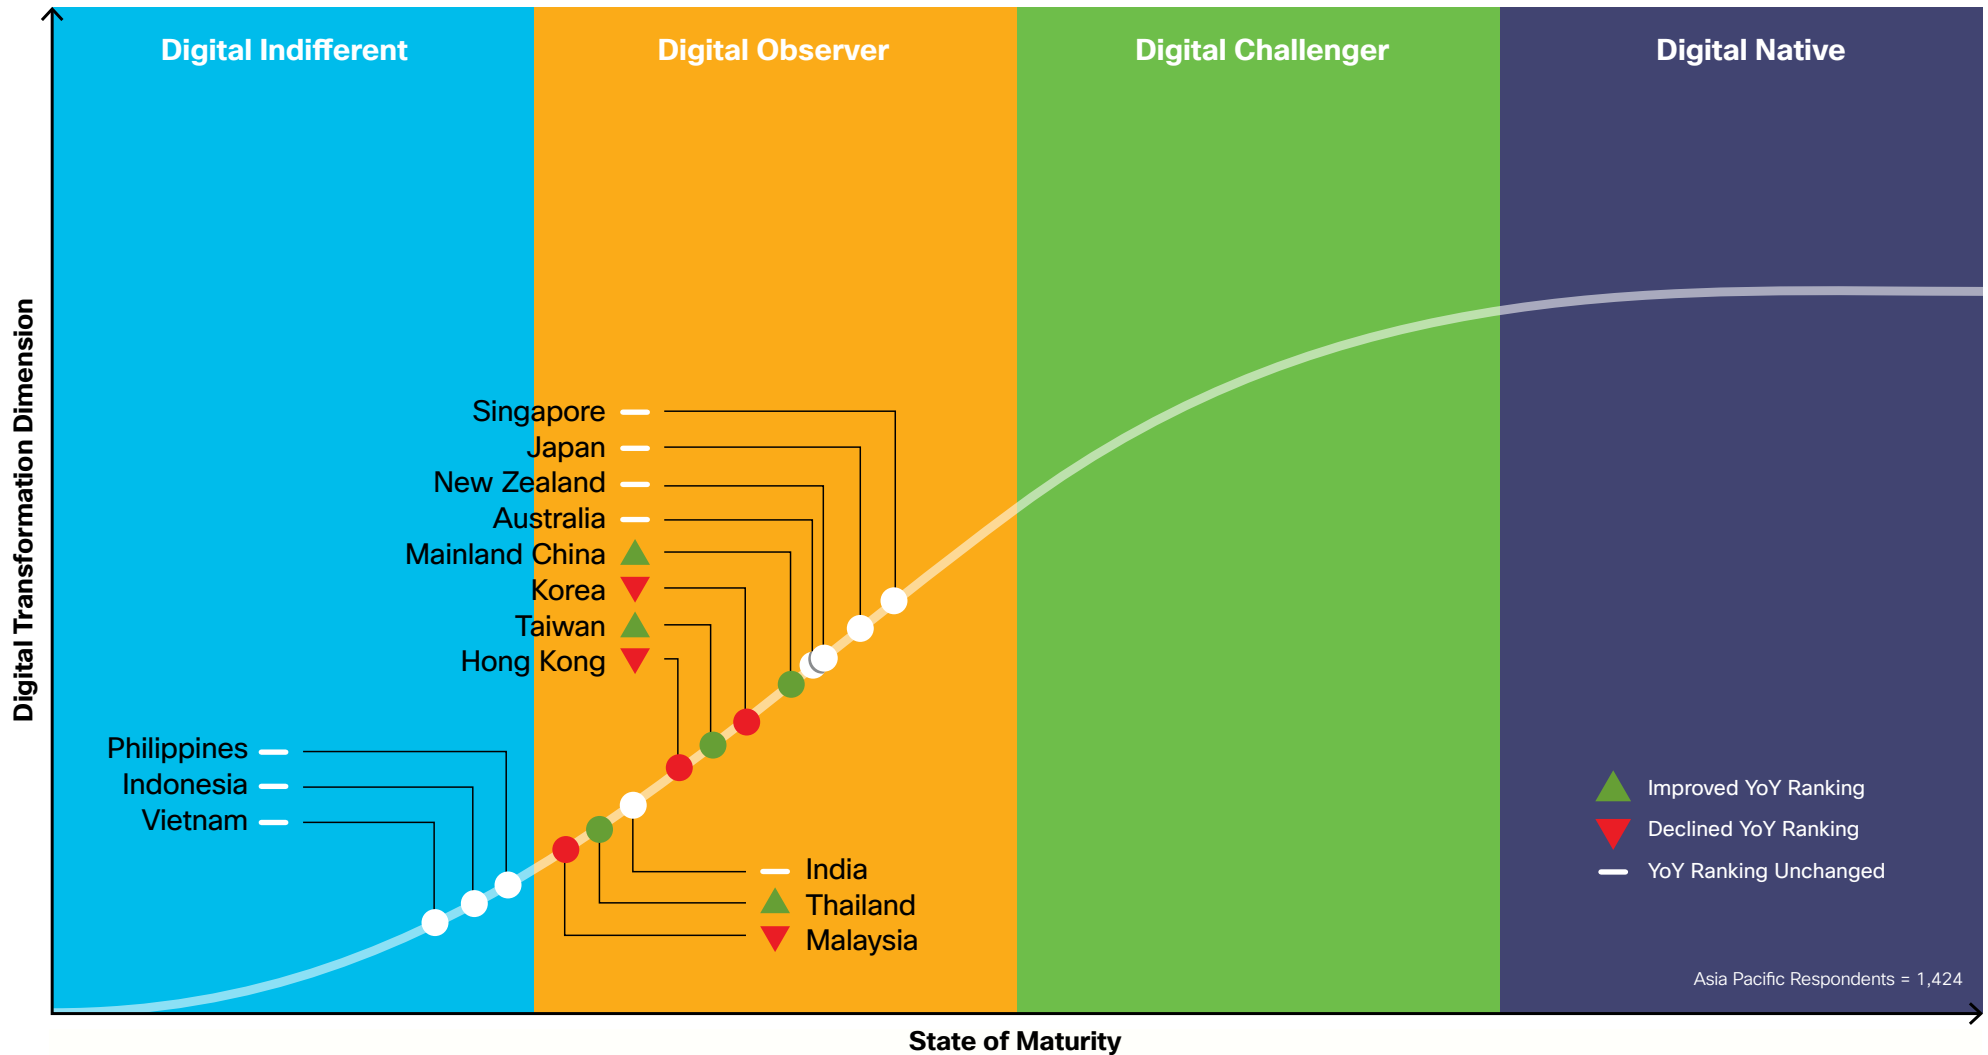 Digital Indifferent
Digital Observer
Digital Challenger
Digital Native
Digital Transformation Dimension
Singapore
Japan
New Zealand
Australia
Mainland China
Korea
Taiwan
Hong Kong
Philippines
Indonesia
Vietnam
India
Thailand
Malaysia
Improved YoY Ranking
Declined YoY Ranking
YoY Ranking Unchanged
Asia Pacific Respondents = 1,424
State of Maturity